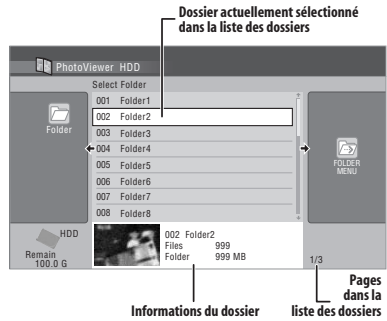 Dossier actuellement sélectionné
dans la liste des dossiers
PhotoViewer HDD
Select Folder
Folder
001 Folder1
002 Folder2
003 Folder3
004 Folder4
005 Folder5
006 Folder6
007 Folder7
008 Folder8
FOLDER
MENU
HDD
Remain
100.0 G
002 Folder2
Files 999
Folder 999 MB
1/3
Informations du dossier
Pages
dans la
liste des dossiers